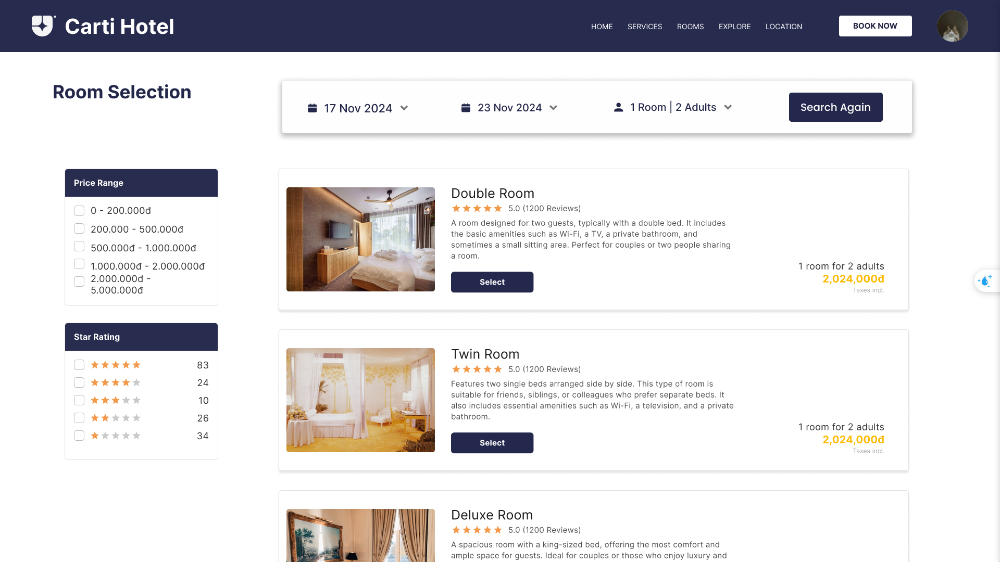 Carti Hotel
HOME
SERVICES
ROOMS
EXPLORE
LOCATION
BOOK NOW
Room Selection
17 Nov 2024
23 Nov 2024
1 Room | 2 Adults
Search Again
Price Range
0 - 200.000đ
200.000 - 500.000đ
500.000đ - 1.000.000đ
1.000.000đ - 2.000.000đ
2.000.000đ -
5.000.000đ
Star Rating
83
24
10
26
34
Double Room
5.0 (1200 Reviews)
A room designed for two guests, typically with a double bed. It includes
the basic amenities such as Wi-Fi, a TV, a private bathroom, and
sometimes a small sitting area. Perfect for couples or two people sharing
a room.
Select
1 room for 2 adults
2,024,000đ
Taxes incl.
Twin Room
5.0 (1200 Reviews)
Features two single beds arranged side by side. This type of room is
suitable for friends, siblings, or colleagues who prefer separate beds. It
also includes essential amenities such as Wi-Fi, a television, and a private
bathroom.
Select
1 room for 2 adults
2,024,000đ
Taxes incl.
Deluxe Room
5.0 (1200 Reviews)
A spacious room with a king-sized bed, offering the most comfort and
ample space for guests. Ideal for couples or those who enjoy luxury and